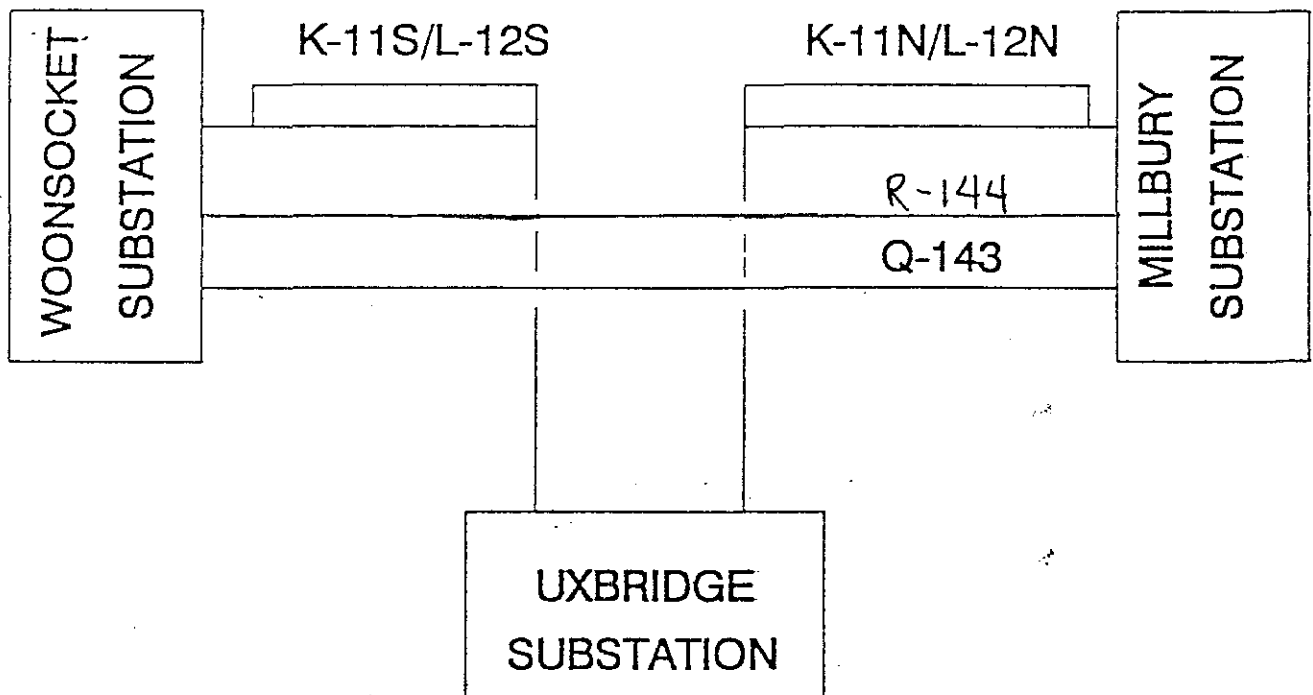 WOONSOCKET
SUBSTATION
K-11S/L-12S
K-11N/L-12N
R-144
Q-143
MILLBURY
SUBSTATION
UXBRIDGE
SUBSTATION